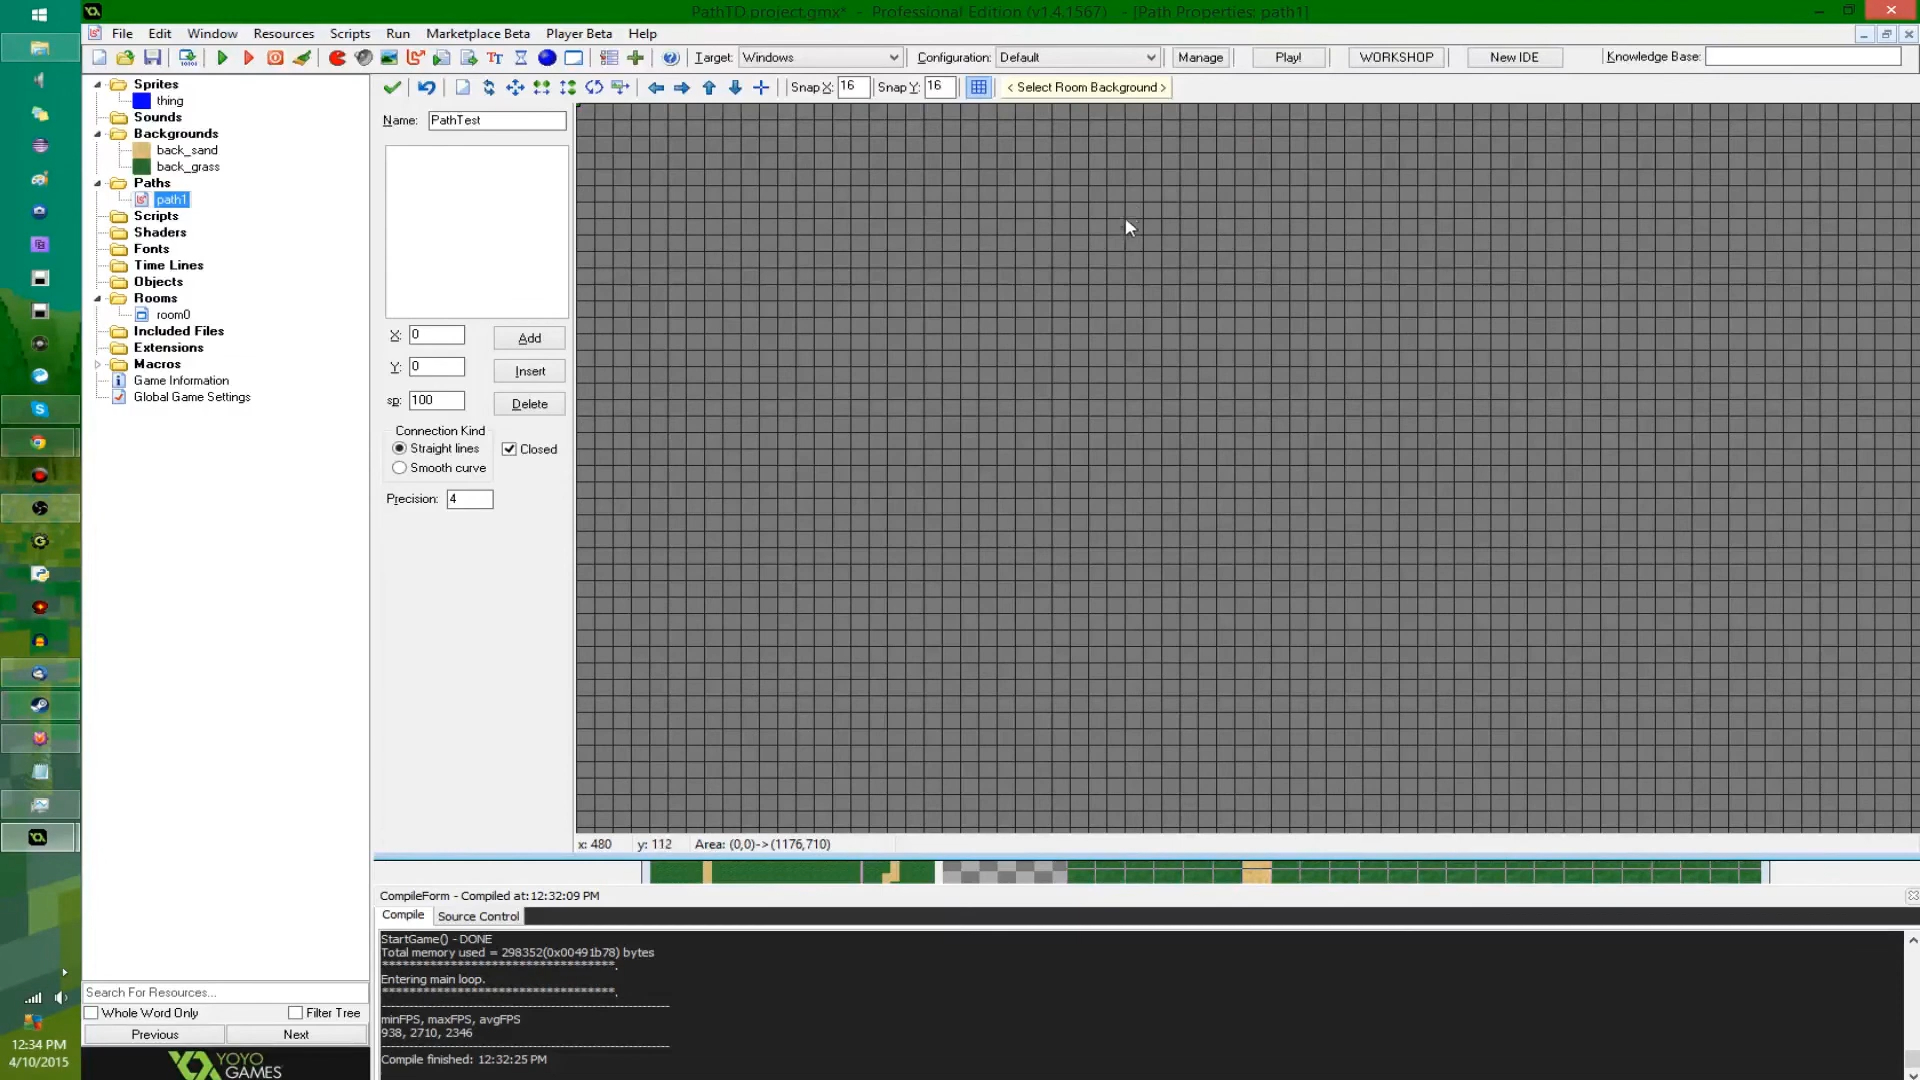 PathTD project.gmx* - Professional Edition (v1.4.1567) - [Path Properties: path1]
File Edit Window Resources Scripts Run Marketplace Beta Player Beta Help
Target: Windows Configuration: Default Manage Play! WORKSHOP New IDE Knowledge Base:
Snap X: 16 Snap Y: 16 < Select Room Background >
Sprites
thing
Sounds
Backgrounds
back_sand
back_grass
Paths
path1
Scripts
Shaders
Fonts
Time Lines
Objects
Rooms
room0
Included Files
Extensions
Macros
Game Information
Global Game Settings
Name: PathTest
X: 0 Add
Y: 0 Insert
sp: 100 Delete
Connection Kind
Straight lines Closed
Smooth curve
Precision: 4
x: 480 y: 112 Area: (0,0)->(1176,710)
CompileForm - Compiled at:12:32:09 PM
Compile Source Control
StartGame() - DONE
Total memory used = 298352(0x00491b78) bytes
**********************************.
Entering main loop.
**********************************.
minFPS, maxFPS, avgFPS
938, 2710, 2346
Compile finished: 12:32:25 PM
Search For Resources...
Whole Word Only Filter Tree
Previous Next
YOYO
GAMES
12:34 PM
4/10/2015